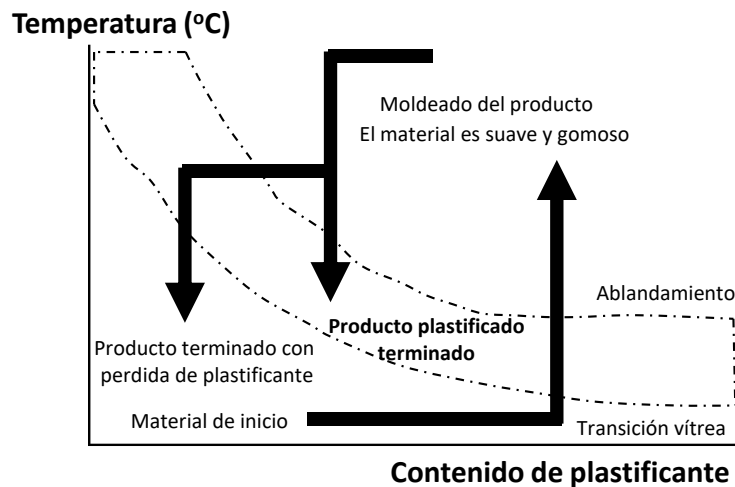 Temperatura (ºC)
Moldeado del producto
El material es suave y gomoso
Ablandamiento
Producto plastificado
terminado
Producto terminado con
perdida de plastificante
Material de inicio
Transición vítrea
Contenido de plastificante